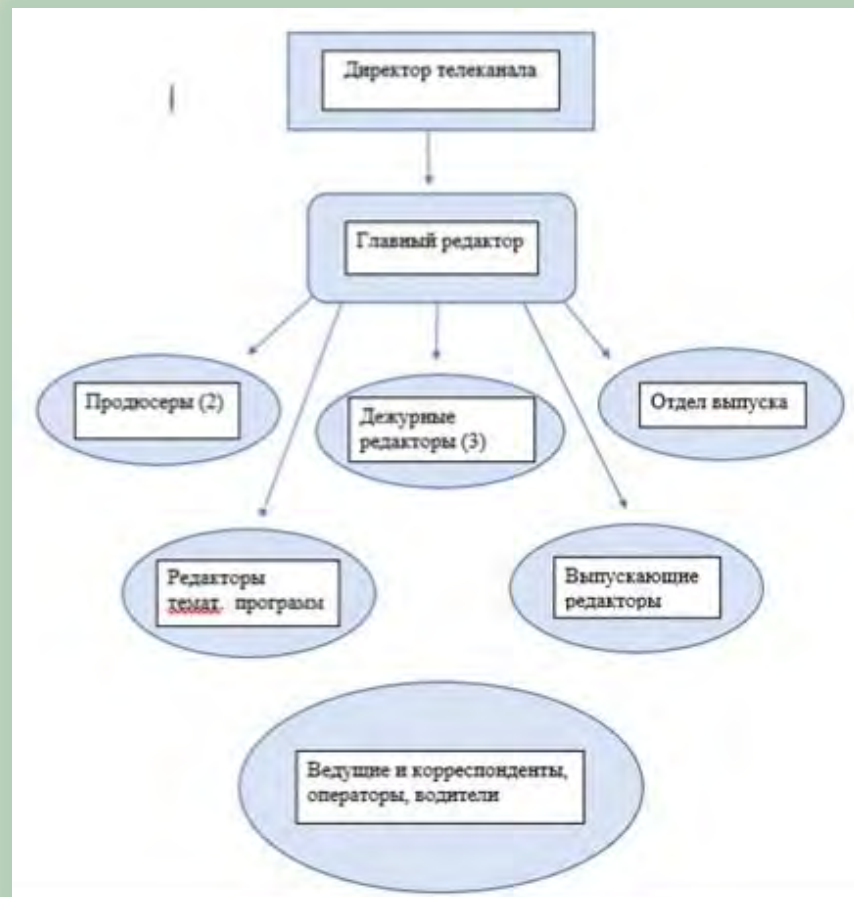 Директор телеканала
Главный редактор
Продюсеры (2)
Дежурные
редакторы (3)
Отдел выпуска
Редакторы
темат. программ
Выпускающие
редакторы
Ведущие и корреспонденты,
операторы, водители